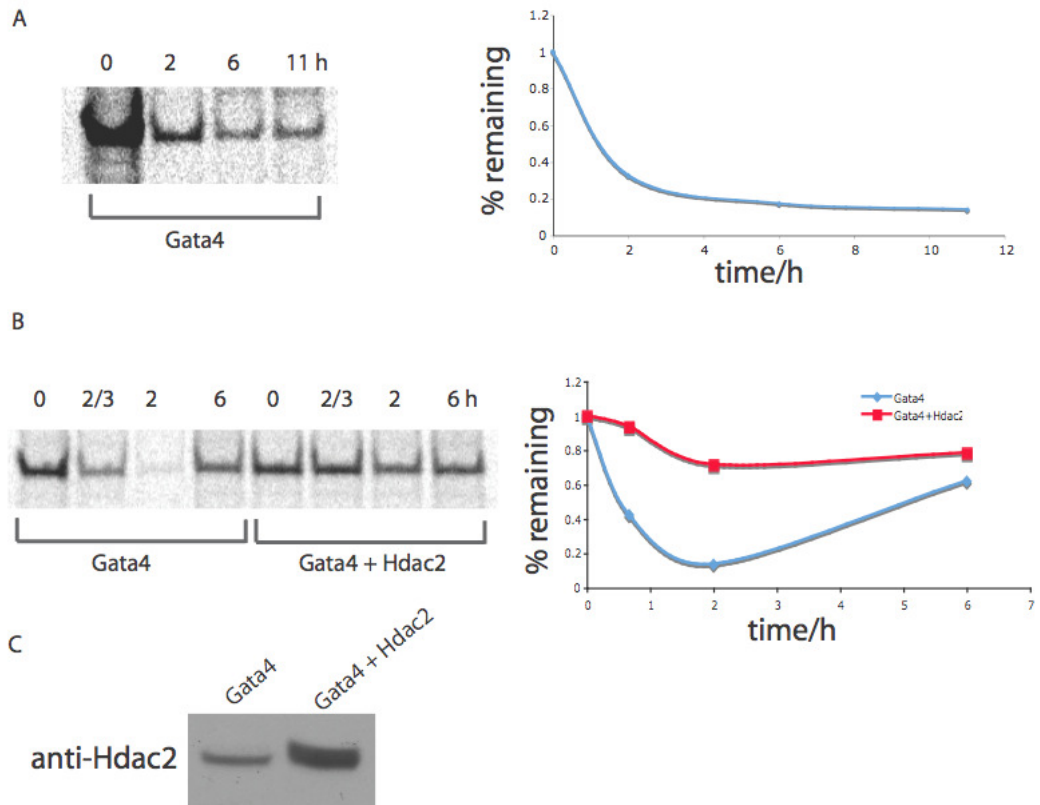 A
0 2 6 11 h
Gata4
% remaining
1.2
1
0.8
0.6
0.4
0.2
0
0 2 4 6 8 10 12
time/h
B
0 2/3 2 6 0 2/3 2 6 h
Gata4 Gata4 + Hdac2
% remaining
1.2
1
0.8
0.6
0.4
0.2
0
Gata4
Gata4+Hdac2
0 1 2 3 4 5 6 7
time/h
C
Gata4 Gata4 + Hdac2
anti-Hdac2